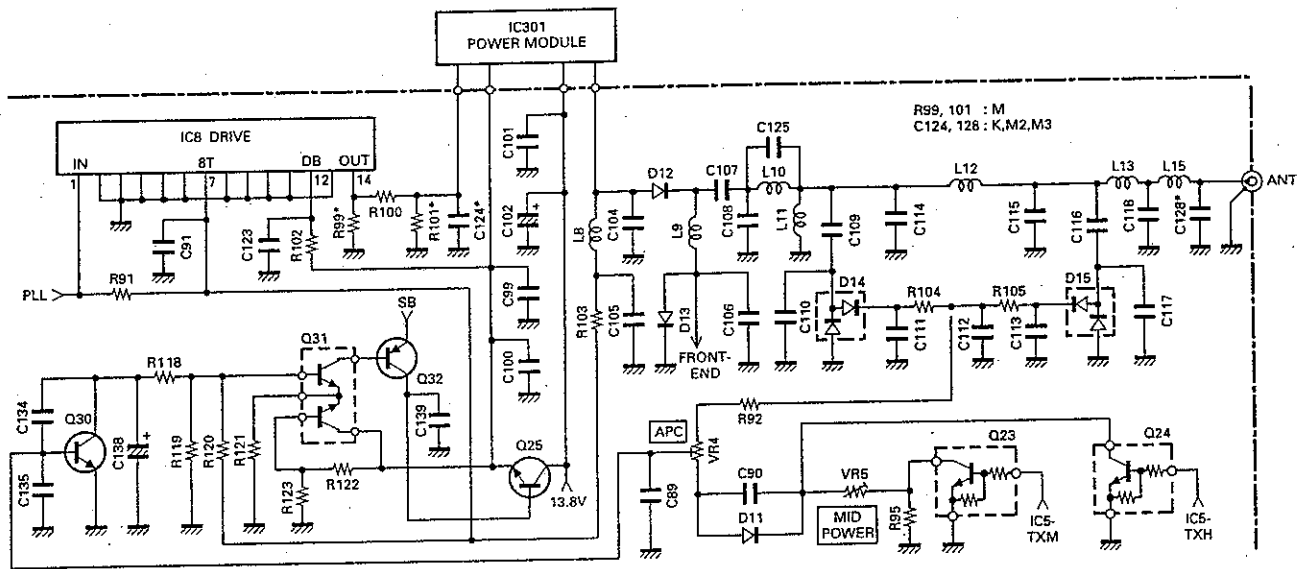 IC301
POWER MODULE
R99, 101 : M
C124, 128 : K,M2,M3
IC8 DRIVE
IN
8T
DB
OUT
1
7
12
14
C101
C125
D12
C107
L10
L12
L13
L15
ANT
R100
R99*
R101*
C124*
C102
C91
C123
R102
L8
C104
L9
C108
L11
C109
C114
C115
C116
C118
C128*
R91
PLL
C99
R103
C105
D13
C106
C110
D14
R104
R105
D15
C111
C112
C113
C117
FRONT-
END
SB
Q31
Q32
C100
R118
C134
Q30
C138
R119
R120
R121
C139
C135
R122
R123
Q25
13.8V
R92
APC
VR4
C89
C90
D11
VR5
MID
POWER
R95
Q23
IC5-
TXM
Q24
IC5-
TXH